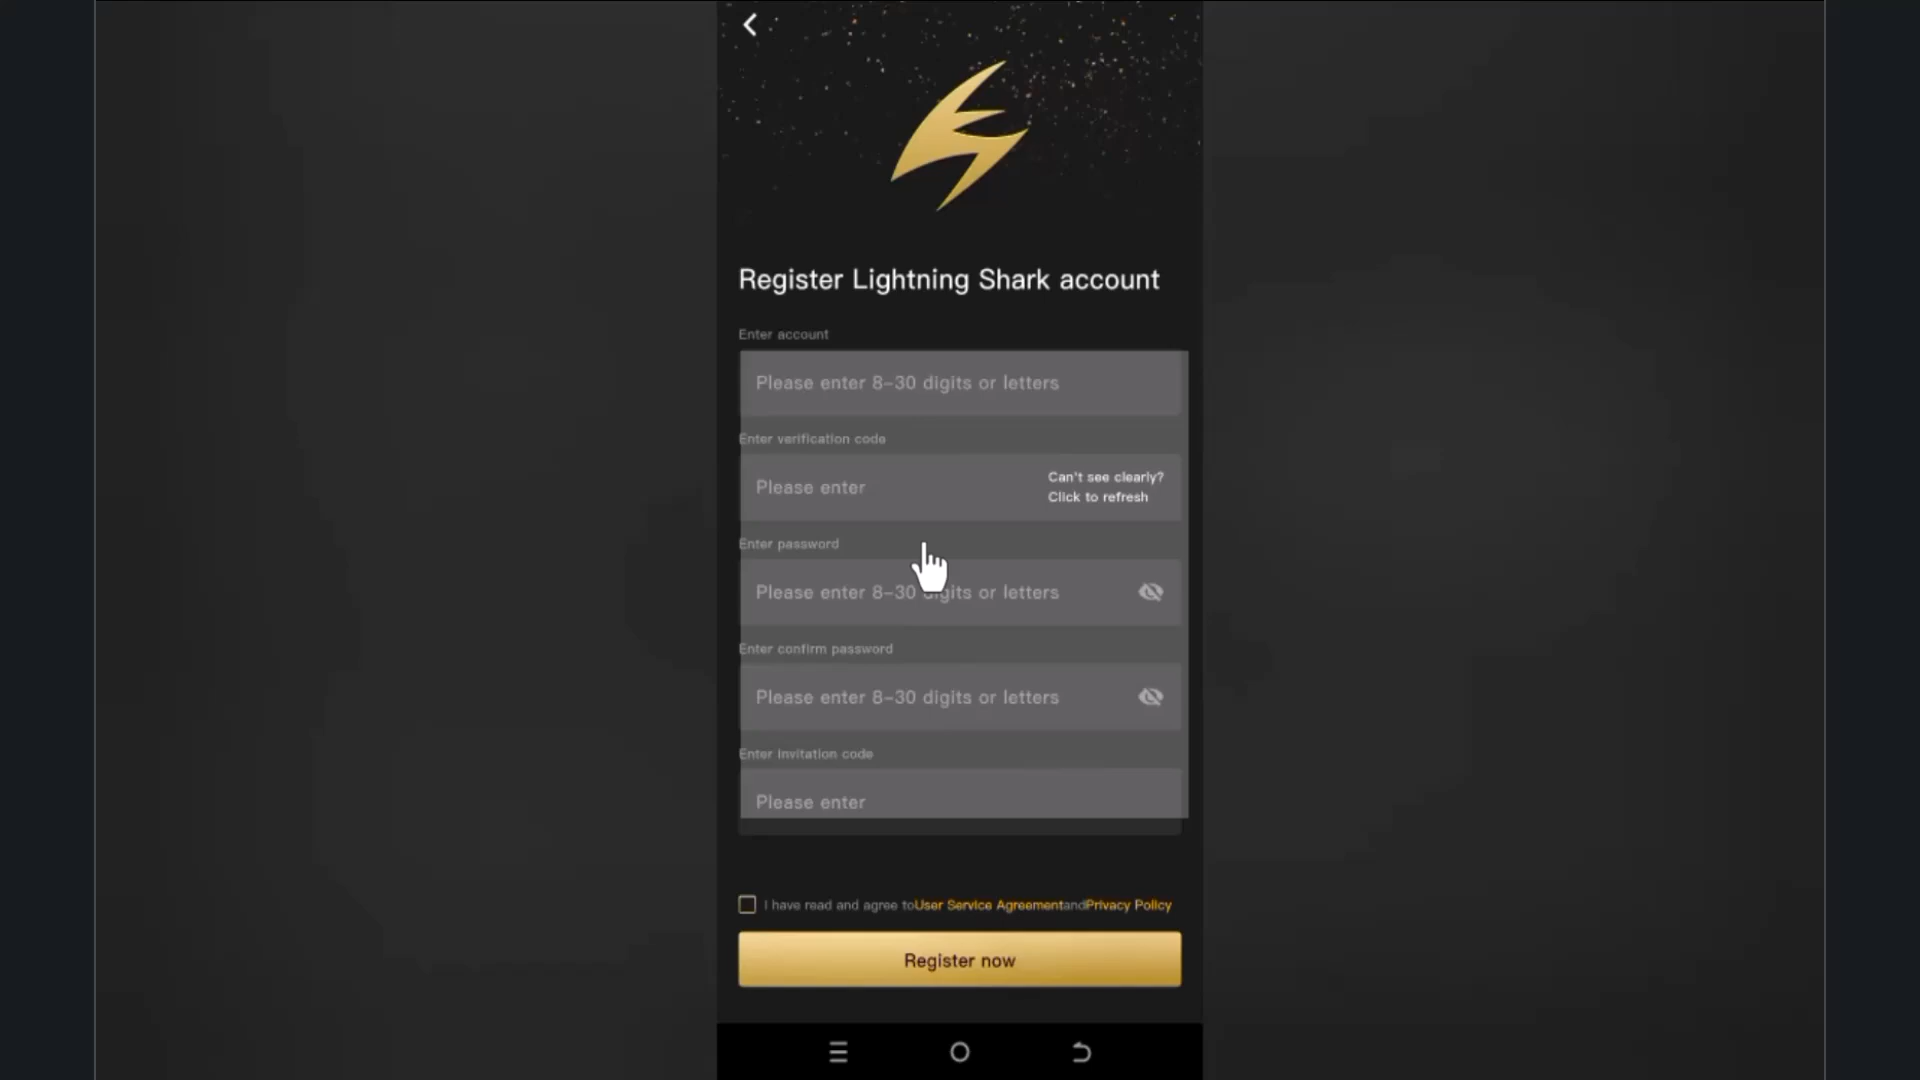 Register Lightning Shark account
Enter account
Please enter 8-30 digits or letters
Enter verification code
Please enter
Can't see clearly?
Click to refresh
Enter password
Please enter 8-30 digits or letters
Enter confirm password
Please enter 8-30 digits or letters
Enter invitation code
Please enter
I have read and agree toUser Service AgreementandPrivacy Policy
Register now